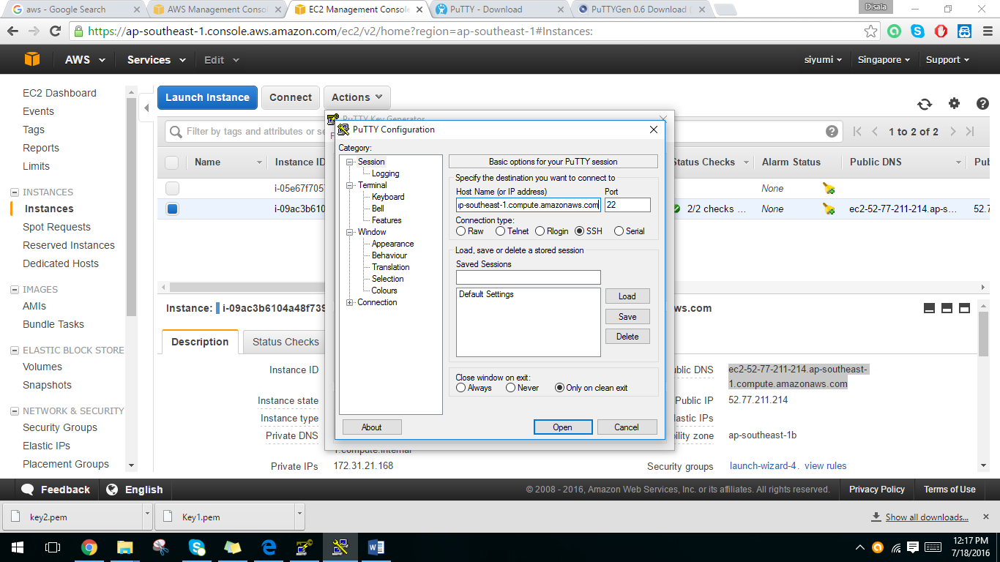 aws - Google Search
AWS Management Consol
EC2 Management Console
PuTTY - Download
PuTTYGen 0.6 Download
Disala
https://ap-southeast-1.console.aws.amazon.com/ec2/v2/home?region=ap-southeast-1#Instances:
AWS Services Edit siyumi Singapore Support
EC2 Dashboard
Events
Tags
Reports
Limits
INSTANCES
Instances
Spot Requests
Reserved Instances
Dedicated Hosts
IMAGES
AMIs
Bundle Tasks
ELASTIC BLOCK STORE
Volumes
Snapshots
NETWORK & SECURITY
Security Groups
Elastic IPs
Placement Groups
Launch Instance Connect Actions
Filter by tags and attributes or se
1 to 2 of 2
Name Instance ID Status Checks Alarm Status Public DNS Pul
i-05e67f705 None
i-09ac3b610 2/2 checks ... None ec2-52-77-211-214.ap-s... 52.7
PuTTY Key Generator
PuTTY Configuration
Category:
Session
Logging
Terminal
Keyboard
Bell
Features
Window
Appearance
Behaviour
Translation
Selection
Colours
Connection
Basic options for your PuTTY session
Specify the destination you want to connect to
Host Name (or IP address) Port
p-southeast-1.compute.amazonaws.com 22
Connection type:
Raw Telnet Rlogin SSH Serial
Load, save or delete a stored session
Saved Sessions
Default Settings
Load
Save
Delete
Close window on exit:
Always Never Only on clean exit
About Open Cancel
Instance: i-09ac3b6104a48f739 ws.com
Description Status Checks
Instance ID
Instance state
Instance type
Private DNS
1.compute.internal
Private IPs 172.31.21.168
ublic DNS ec2-52-77-211-214.ap-southeast-
1.compute.amazonaws.com
Public IP 52.77.211.214
lastic IPs
bility zone ap-southeast-1b
Security groups launch-wizard-4. view rules
Feedback English © 2008 - 2016, Amazon Web Services, Inc. or its affiliates. All rights reserved. Privacy Policy Terms of Use
key2.pem Key1.pem Show all downloads...
12:17 PM
7/18/2016